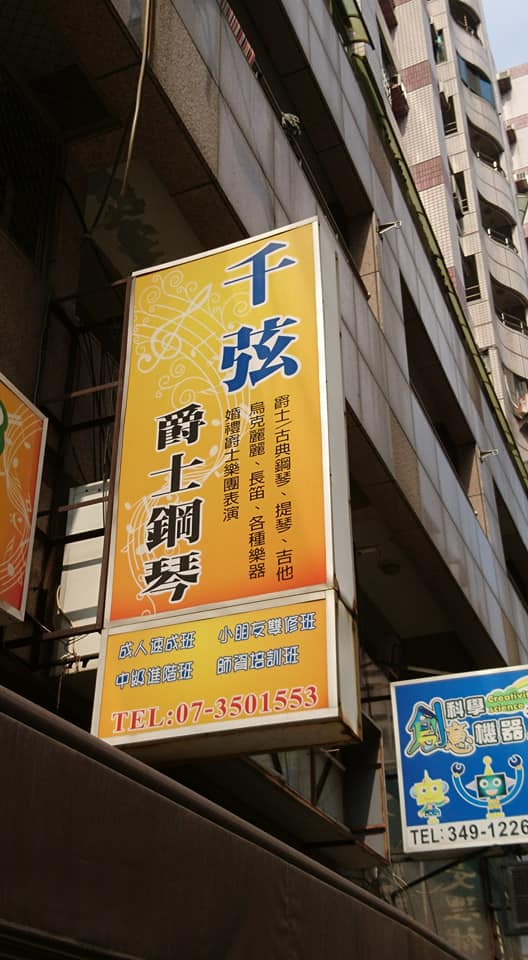 千弦
爵士鋼琴
爵士/古典鋼琴、提琴、吉他
烏克麗麗、長笛、各種樂器
婚禮爵士樂團表演
成人速成班 小朋友雙修班
中級進階班 師資培訓班
TEL:07-3501553
科學
Creativi
science
創意機器
TEL: 349-1226